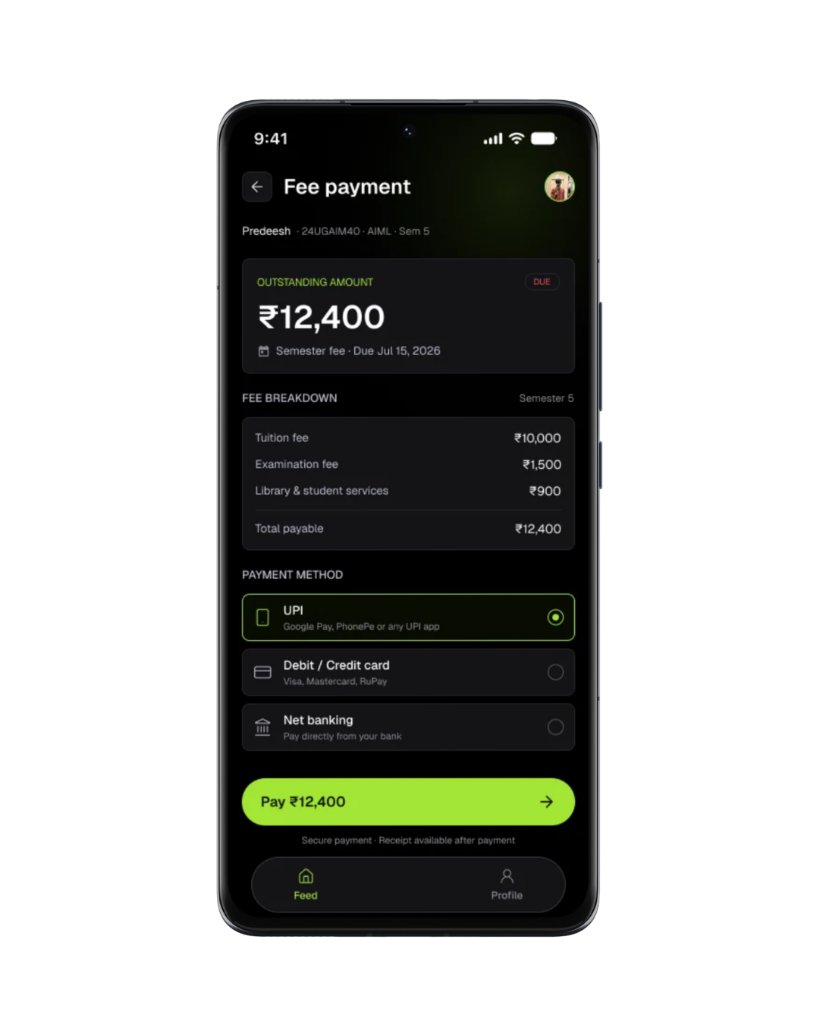 9:41
Fee payment
Predeesh · 24UGAIM40 · AIML · Sem 5
OUTSTANDING AMOUNT DUE
₹12,400
Semester fee · Due Jul 15, 2026
FEE BREAKDOWN Semester 5
Tuition fee ₹10,000
Examination fee ₹1,500
Library & student services ₹900
Total payable ₹12,400
PAYMENT METHOD
UPI
Google Pay, PhonePe or any UPI app
Debit / Credit card
Visa, Mastercard, RuPay
Net banking
Pay directly from your bank
Pay ₹12,400
Secure payment · Receipt available after payment
Feed Profile